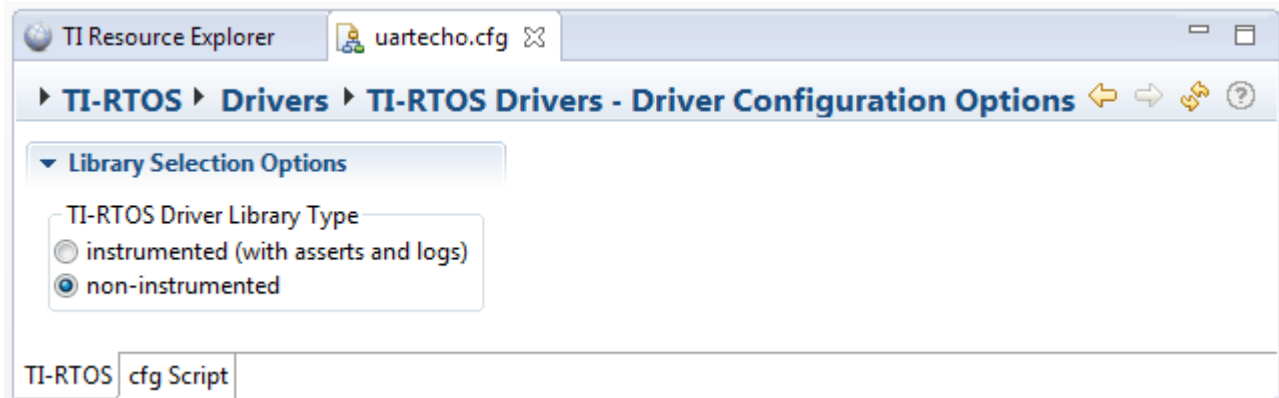 TI Resource Explorer uartecho.cfg
TI-RTOS Drivers TI-RTOS Drivers - Driver Configuration Options ?
Library Selection Options
TI-RTOS Driver Library Type
instrumented (with asserts and logs)
non-instrumented
TI-RTOS cfg Script